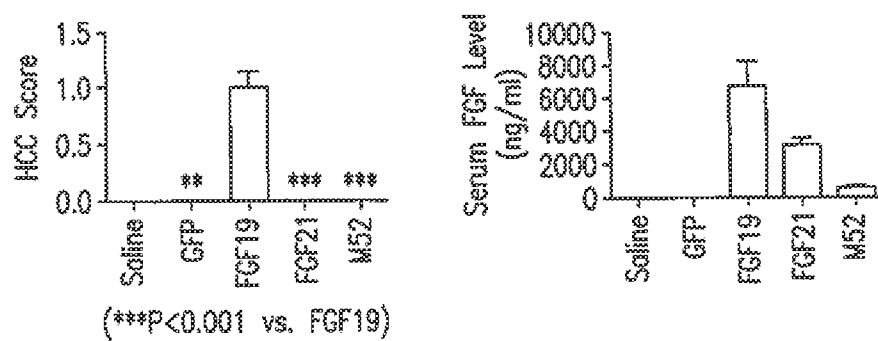 HCC Score
1.5
1.0
0.5
0.0
**
***
***
Saline
GFP
FGF19
FGF21
M52
(***P<0.001 vs. FGF19)
Serum FGF Level
(ng/ml)
10000
8000
6000
4000
2000
0
Saline
GFP
FGF19
FGF21
M52